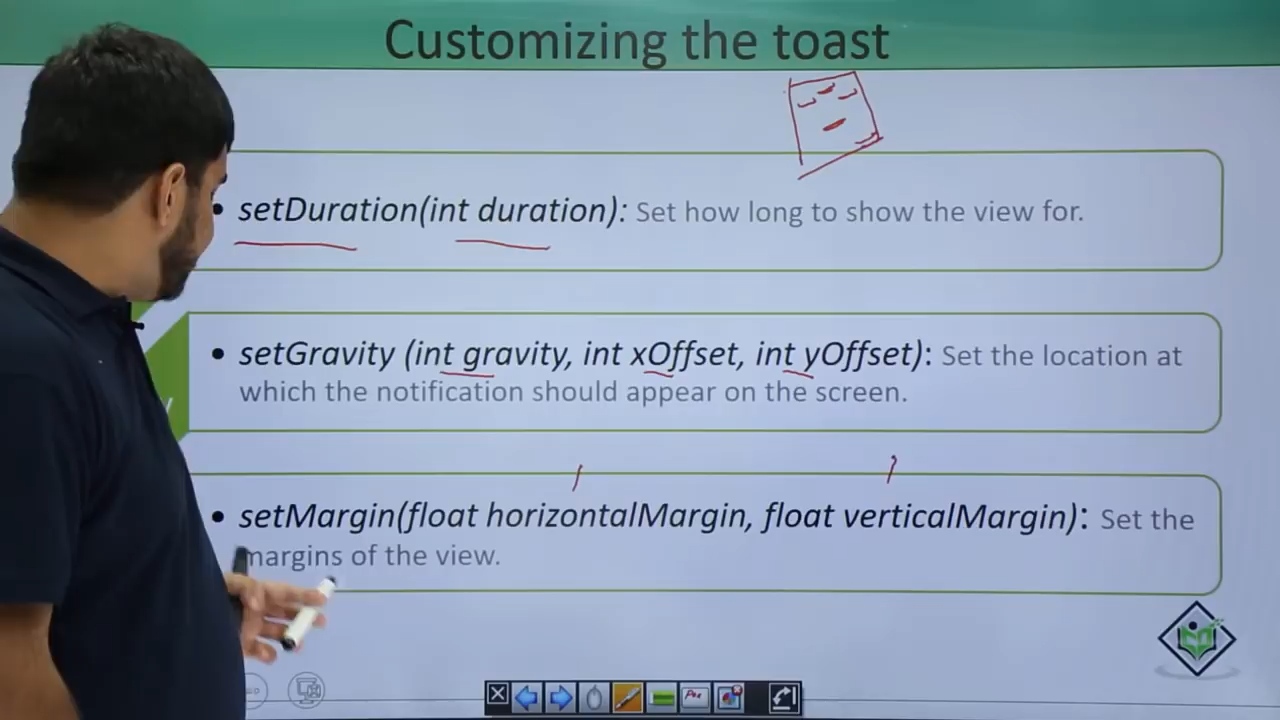 Customizing the toast
• setDuration(int duration): Set how long to show the view for.
• setGravity (int gravity, int xOffset, int yOffset): Set the location at
which the notification should appear on the screen.
• setMargin(float horizontalMargin, float verticalMargin): Set the
margins of the view.